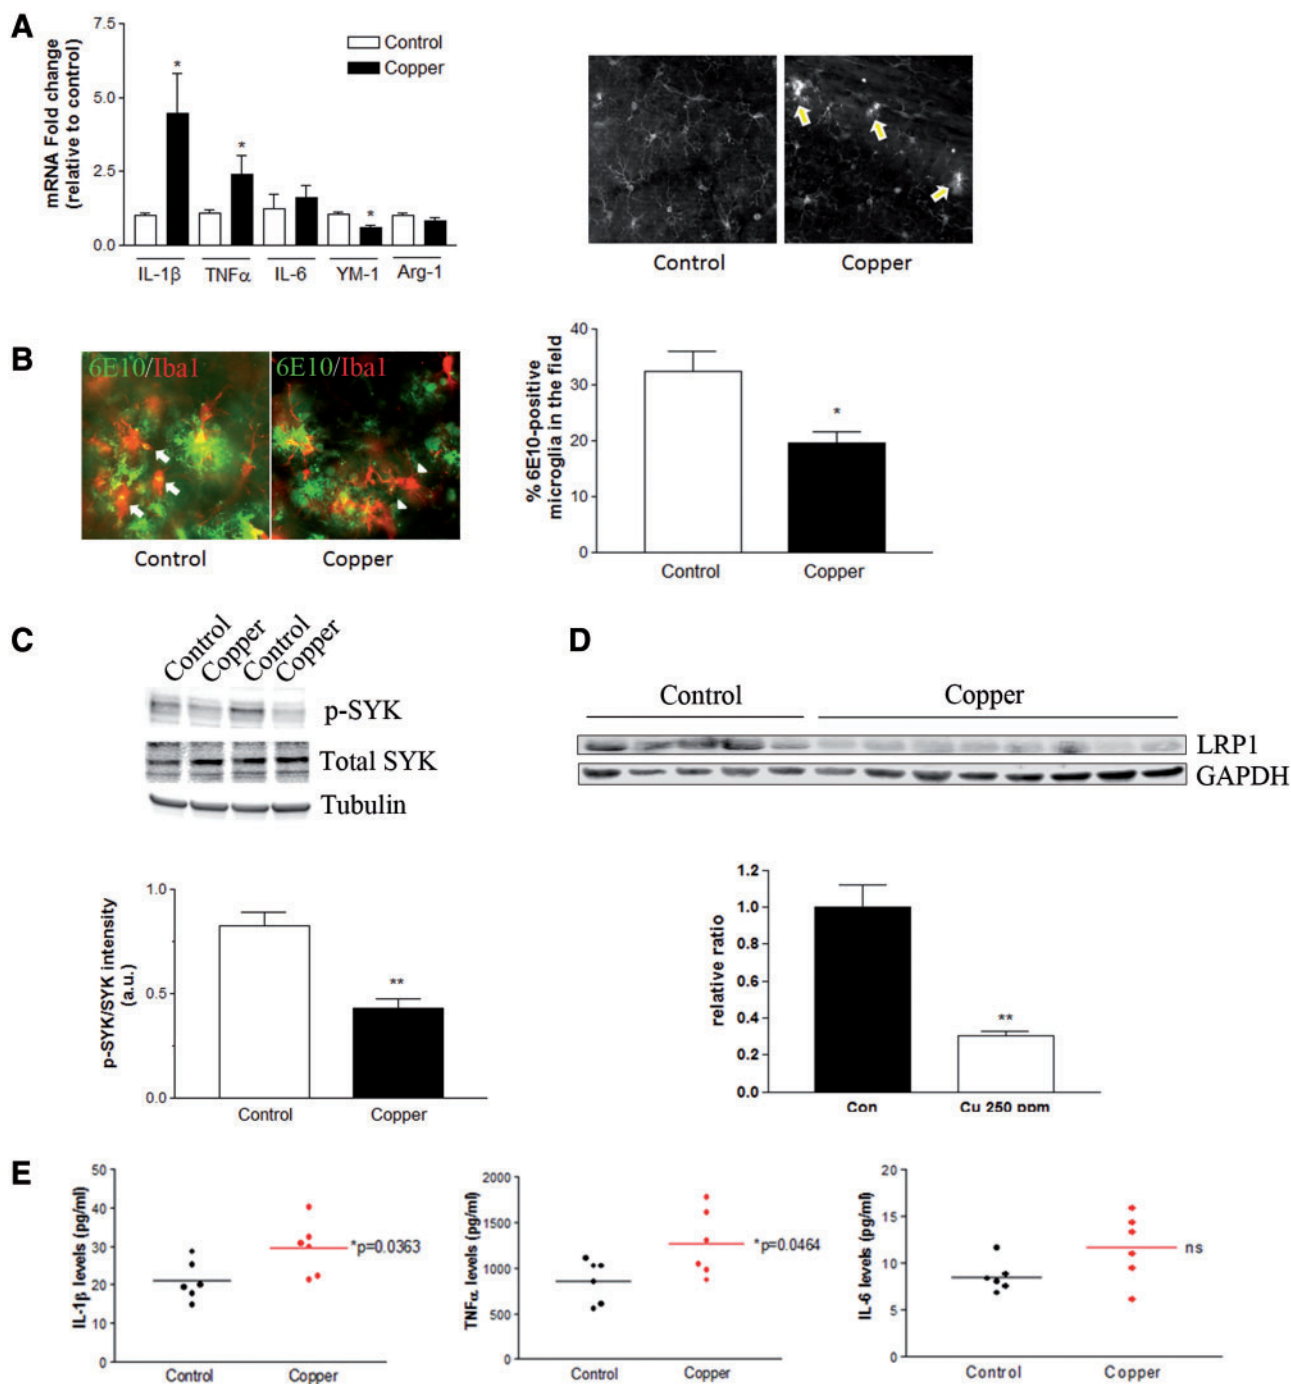 A
mRNA Fold change
(relative to control)
7.5
5.0
2.5
0.0
Control
Copper
*
*
*
IL-1β
TNFα
IL-6
YM-1
Arg-1
Control
Copper
B
6E10/Iba1
6E10/Iba1
Control
Copper
% 6E10-positive
microglia in the field
40
30
20
10
0
*
Control
Copper
C
Control
Copper
Control
Copper
p-SYK
Total SYK
Tubulin
p-SYK/SYK intensity
(a.u.)
1.0
0.5
0.0
**
Control
Copper
D
Control
Copper
LRP1
GAPDH
relative ratio
1.2
1.0
0.8
0.6
0.4
0.2
0.0
**
Con
Cu 250 ppm
E
IL-1β levels (pg/ml)
50
40
30
20
10
0
*p=0.0363
Control
Copper
TNFα levels (pg/ml)
2000
1500
1000
500
0
*p=0.0464
Control
Copper
IL-6 levels (pg/ml)
20
15
10
5
0
ns
Control
Copper